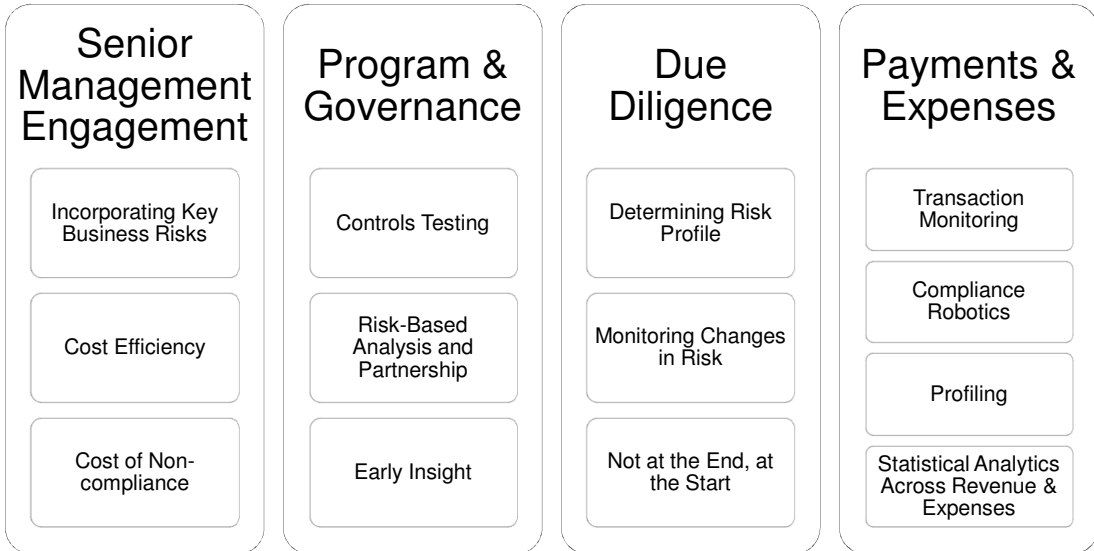 Senior
Management
Engagement
Incorporating Key
Business Risks
Cost Efficiency
Cost of Non-
compliance
Program &
Governance
Controls Testing
Risk-Based
Analysis and
Partnership
Early Insight
Due
Diligence
Determining Risk
Profile
Monitoring Changes
in Risk
Not at the End, at
the Start
Payments &
Expenses
Transaction
Monitoring
Compliance
Robotics
Profiling
Statistical Analytics
Across Revenue &
Expenses